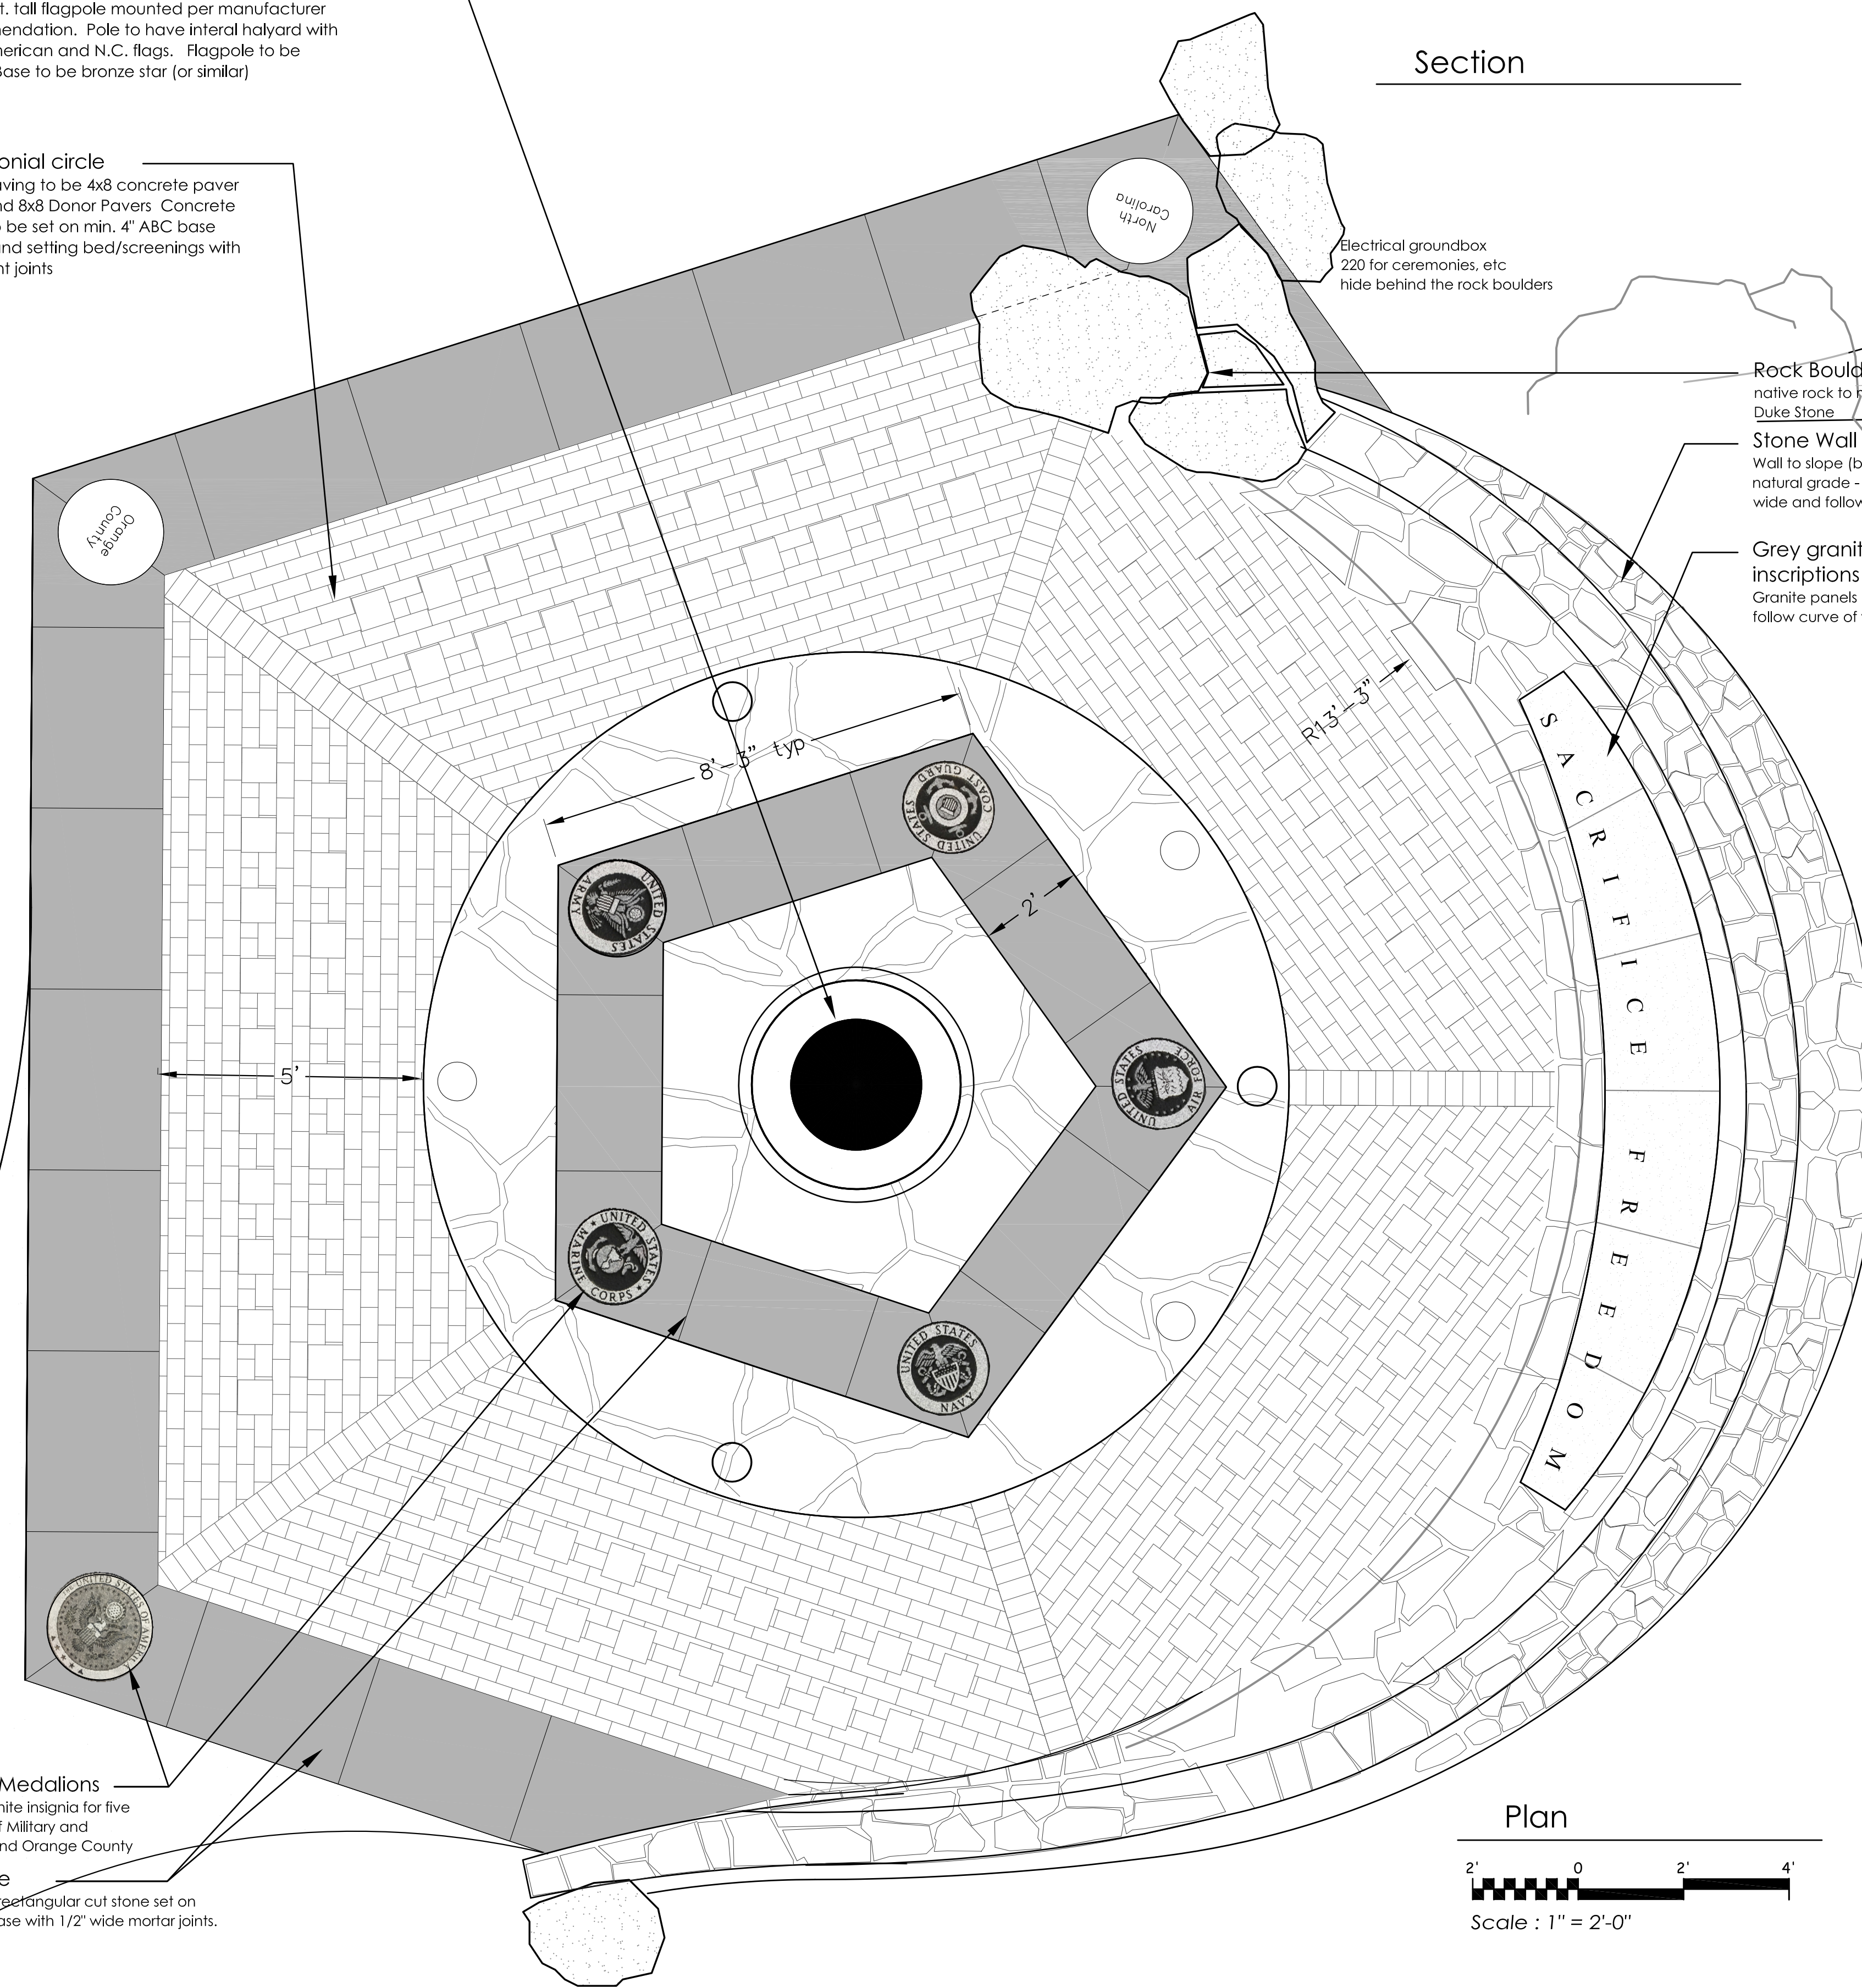 t. tall flagpole mounted per manufacturer
nendation. Pole to have interal halyard with
nerican and N.C. flags. Flagpole to be
Base to be bronze star (or similar)
Section
onial circle
aving to be 4x8 concrete paver
nd 8x8 Donor Pavers Concrete
o be set on min. 4" ABC base
and setting bed/screenings with
nt joints
North
Carolina
Electrical groundbox
220 for ceremonies, etc
hide behind the rock boulders
Rock Bould
native rock to
Duke Stone
Stone Wall
Wall to slope (b
natural grade -
wide and follow
Orange
County
Grey granit
inscriptions
Granite panels
follow curve of
R13'-3"
8'-3" typ
2'
5'
UNITED STATES COAST GUARD
UNITED STATES ARMY
UNITED STATES AIR FORCE
UNITED STATES MARINE CORPS
UNITED STATES NAVY
SACRIFICE FREEDOM
THE UNITED STATES OF AMERICA
Medalions
nite insignia for five
f Military and
nd Orange County
e
rectangular cut stone set on
ase with 1/2" wide mortar joints.
Plan
2' 0 2' 4'
Scale : 1" = 2'-0"